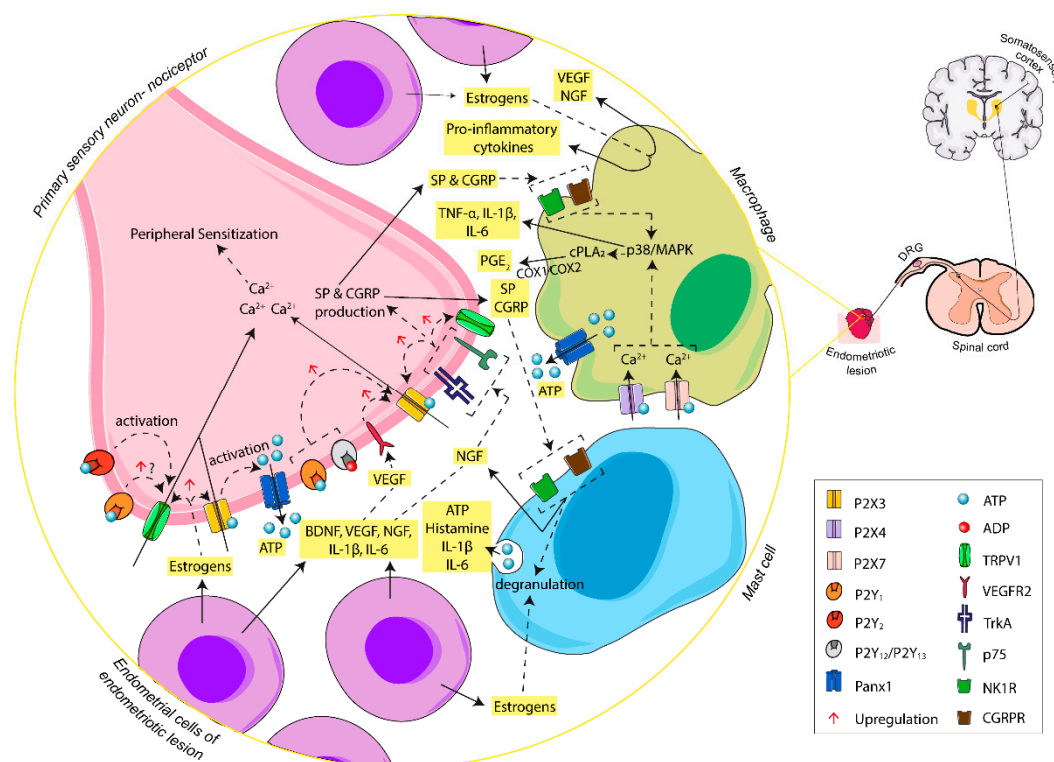 Primary sensory neuron- nociceptor
Estrogens
VEGF
NGF
Pro-inflammatory
cytokines
SP & CGRP
TNF-α, IL-1β,
IL-6
PGE₂
COX1/COX2
cPLA₂
p38/MAPK
Macrophage
Peripheral Sensitization
Ca²⁺
Ca²⁺ Ca²⁺
SP & CGRP
production
SP
CGRP
ATP
Ca²⁺
Ca²⁺
activation
?
activation
ATP
VEGF
NGF
Estrogens
BDNF, VEGF, NGF,
IL-1β, IL-6
ATP
Histamine
IL-1β
IL-6
degranulation
Mast cell
Estrogens
Endometrial cells of
endometriotic lesion
Somatosensory
cortex
DRG
Endometriotic
lesion
Spinal cord
P2X3
P2X4
P2X7
P2Y₁
P2Y₂
P2Y₁₂/P2Y₁₃
Panx1
Upregulation
ATP
ADP
TRPV1
VEGFR2
TrkA
p75
NK1R
CGRPR